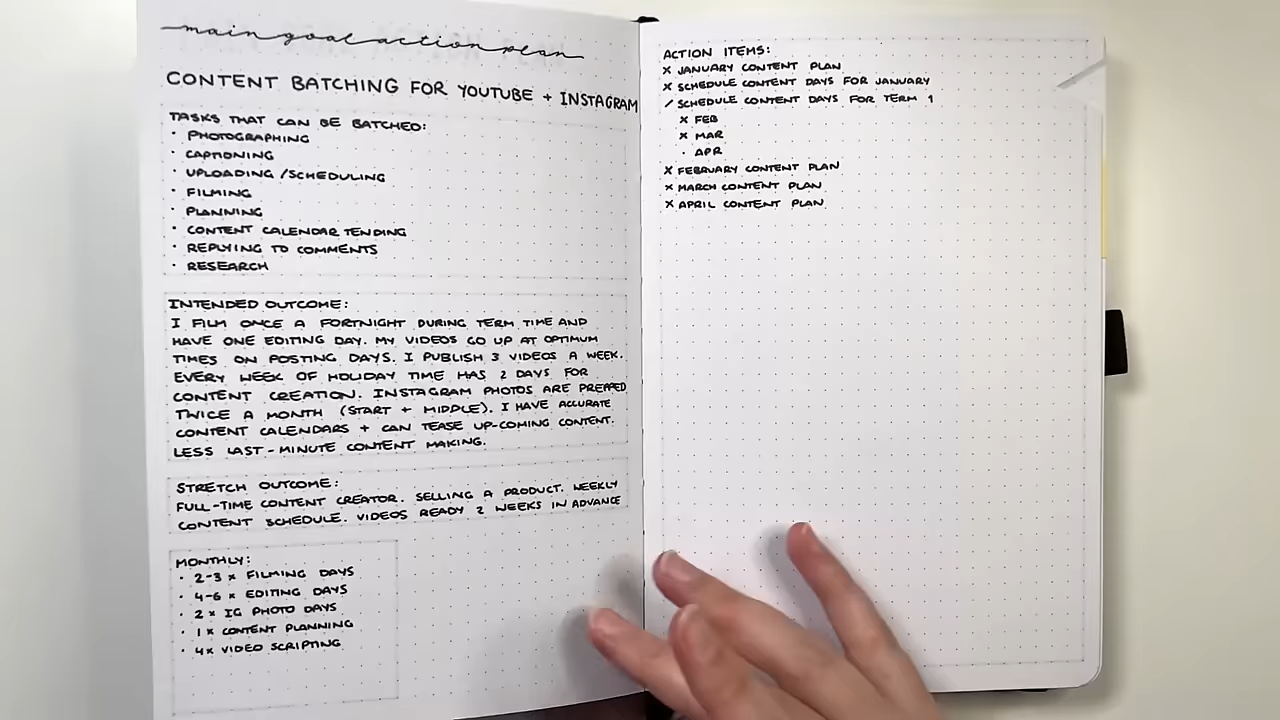 main goal action plan
CONTENT BATCHING FOR YOUTUBE + INSTAGRAM
TASKS THAT CAN BE BATCHED:
· PHOTOGRAPHING
· CAPTIONING
· UPLOADING / SCHEDULING
· FILMING
· PLANNING
· CONTENT CALENDAR TENDING
· REPLYING TO COMMENTS
· RESEARCH
INTENDED OUTCOME:
I FILM ONCE A FORTNIGHT DURING TERM TIME AND
HAVE ONE EDITING DAY. MY VIDEOS GO UP AT OPTIMUM
TIMES ON POSTING DAYS. I PUBLISH 3 VIDEOS A WEEK.
EVERY WEEK OF HOLIDAY TIME HAS 2 DAYS FOR
CONTENT CREATION. INSTAGRAM PHOTOS ARE PREPPED
TWICE A MONTH (START + MIDDLE). I HAVE ACCURATE
CONTENT CALENDARS + CAN TEASE UP-COMING CONTENT.
LESS LAST-MINUTE CONTENT MAKING.
STRETCH OUTCOME:
FULL-TIME CONTENT CREATOR. SELLING A PRODUCT. WEEKLY
CONTENT SCHEDULE. VIDEOS READY 2 WEEKS IN ADVANCE
MONTHLY:
· 2-3 x FILMING DAYS
· 4-6 x EDITING DAYS
· 2 x IG PHOTO DAYS
· 1 x CONTENT PLANNING
· 4x VIDEO SCRIPTING
ACTION ITEMS:
x JANUARY CONTENT PLAN
x SCHEDULE CONTENT DAYS FOR JANUARY
/ SCHEDULE CONTENT DAYS FOR TERM 1
x FEB
x MAR
· APR
x FEBRUARY CONTENT PLAN
x MARCH CONTENT PLAN
x APRIL CONTENT PLAN